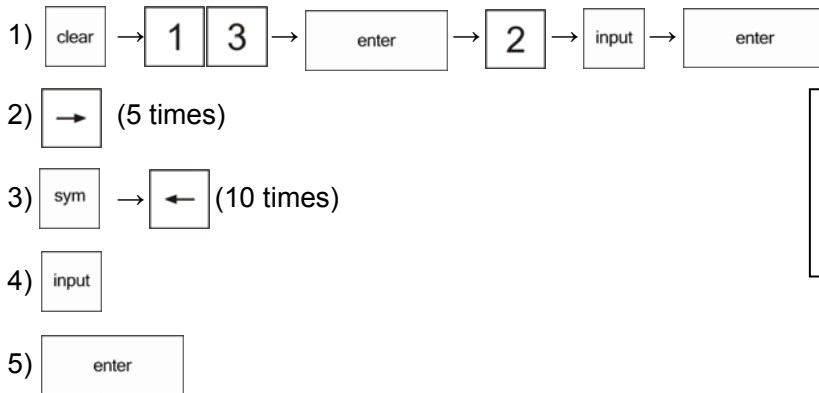 1) clear → 1 3 → enter → 2 → input → enter
2) → (5 times)
3) sym → ← (10 times)
4) input
5) enter